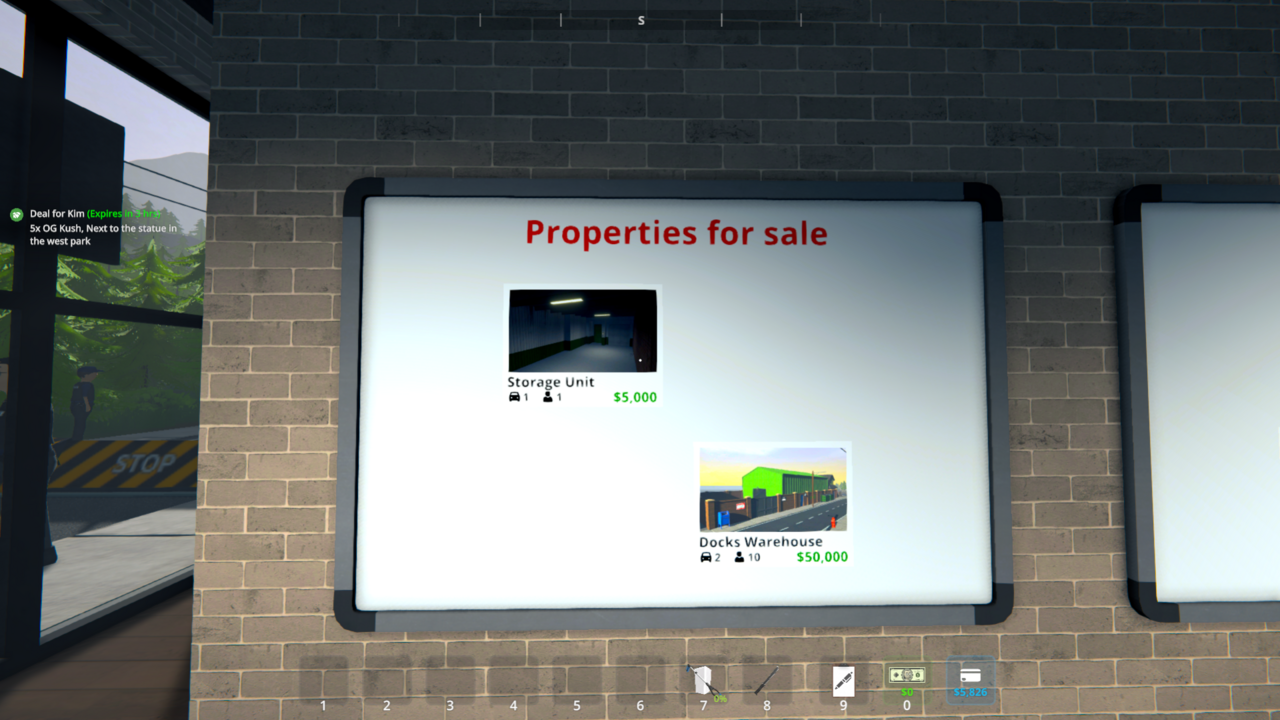 S
Deal for Kim (Expires in 5 hrs)
5x OG Kush, Next to the statue in
the west park
STOP
Properties for sale
Storage Unit
1 1 $5,000
Docks Warehouse
2 10 $50,000
0%
$0 $5,826
1 2 3 4 5 6 7 8 9 0